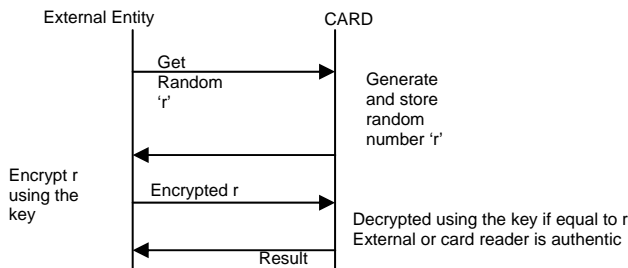 External Entity
CARD
Get
Random
‘r’
Generate
and store
random
number ‘r’
Encrypt r
using the
key
Encrypted r
Decrypted using the key if equal to r
External or card reader is authentic
Result